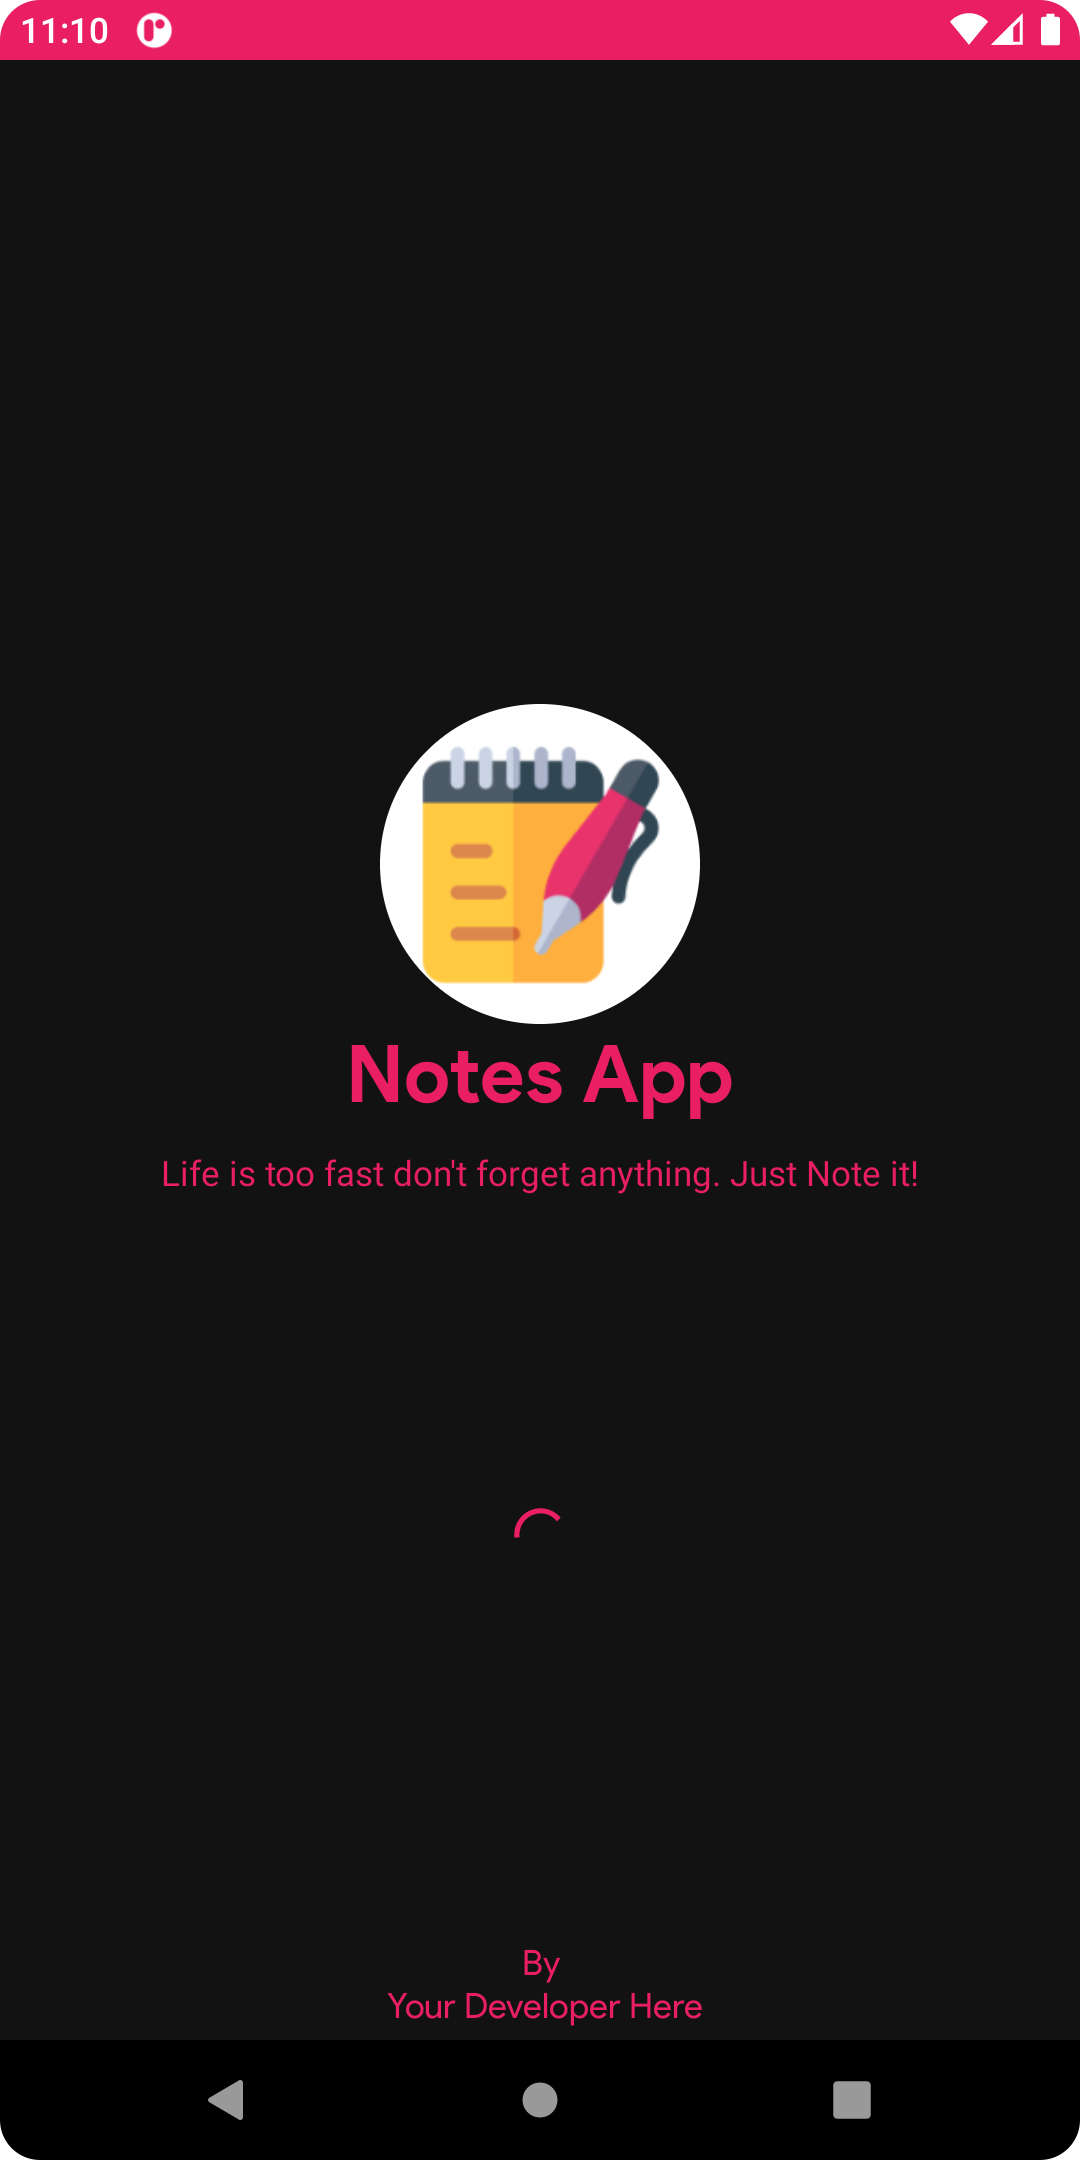 11:10
Notes App
Life is too fast don't forget anything. Just Note it!
By
Your Developer Here